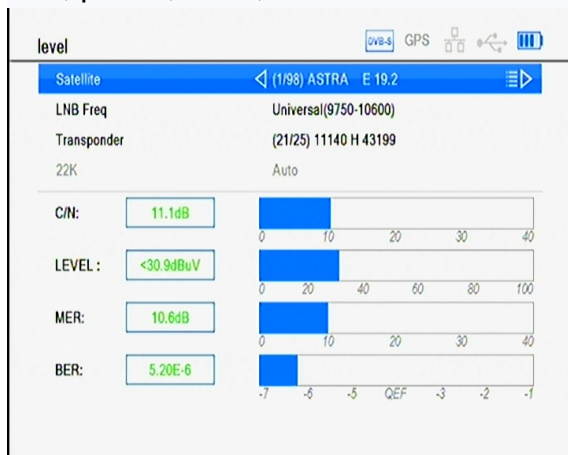 level DVB-S GPS
Satellite (1/98) ASTRA E 19.2
LNB Freq Universal(9750-10600)
Transponder (21/25) 11140 H 43199
22K Auto
C/N: 11.1dB
0 10 20 30 40
LEVEL : <30.9dBuV
0 20 40 60 80 100
MER: 10.6dB
0 10 20 30 40
BER: 5.20E-6
-7 -6 -5 QEF -3 -2 -1